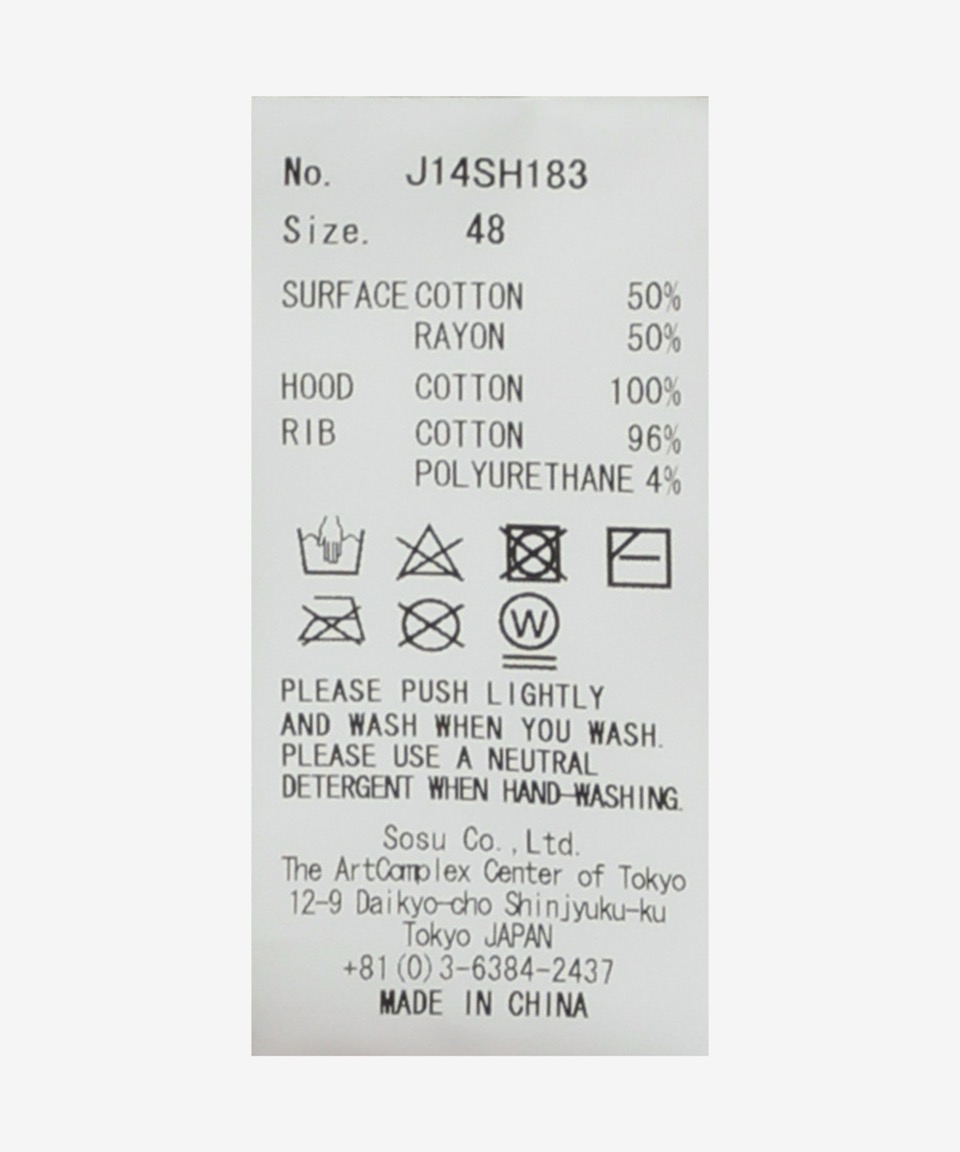 No. J14SH183
Size. 48
SURFACE COTTON 50%
RAYON 50%
HOOD COTTON 100%
RIB COTTON 96%
POLYURETHANE 4%
W
PLEASE PUSH LIGHTLY
AND WASH WHEN YOU WASH.
PLEASE USE A NEUTRAL
DETERGENT WHEN HAND-WASHING.
Sosu Co.,Ltd.
The ArtComplex Center of Tokyo
12-9 Daikyo-cho Shinjyuku-ku
Tokyo JAPAN
+81(0)3-6384-2437
MADE IN CHINA